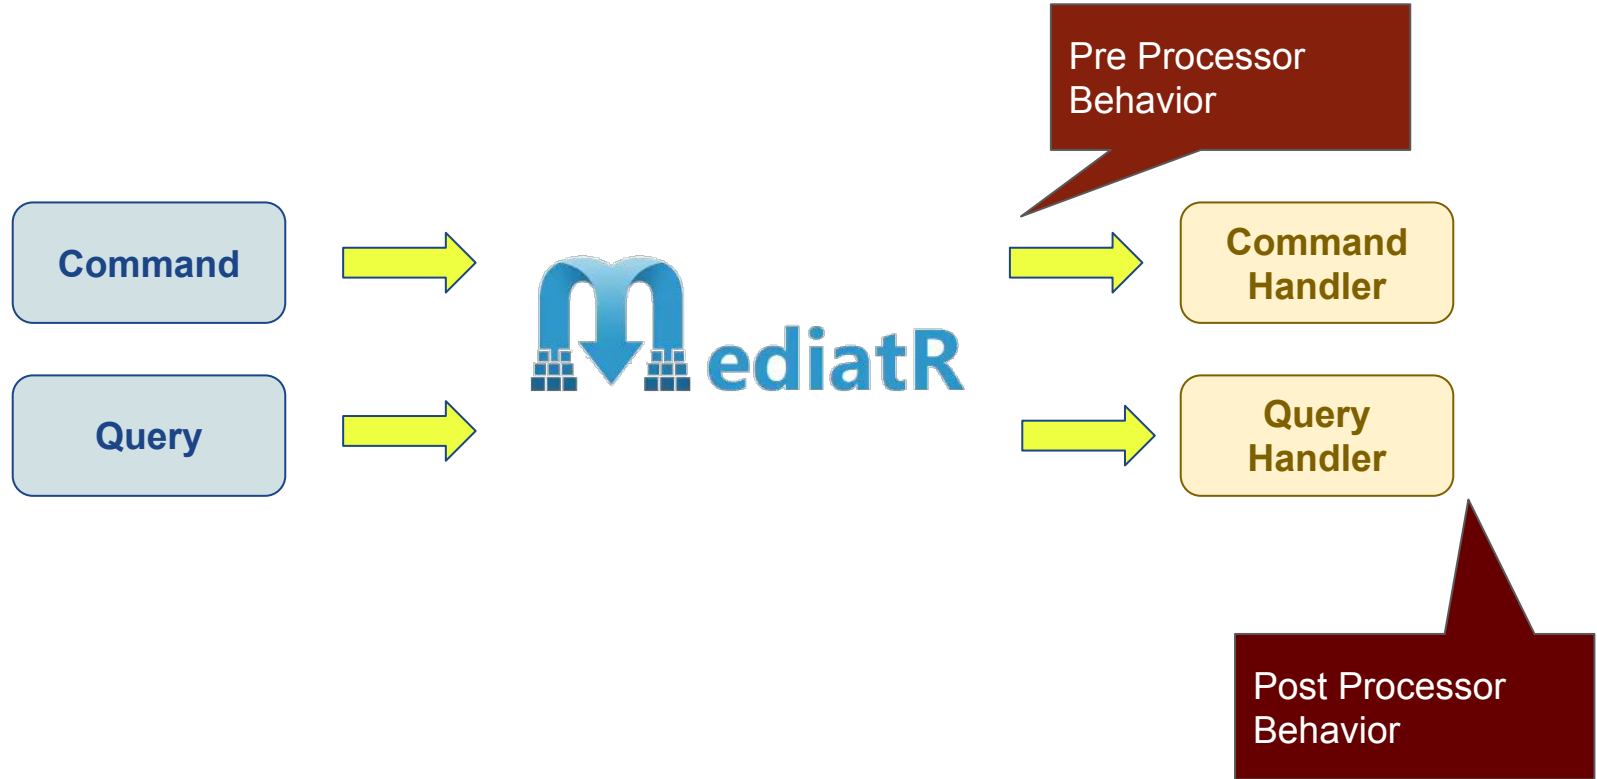 Pre Processor
Behavior
Command
Command
Handler
MediatR
Query
Query
Handler
Post Processor
Behavior